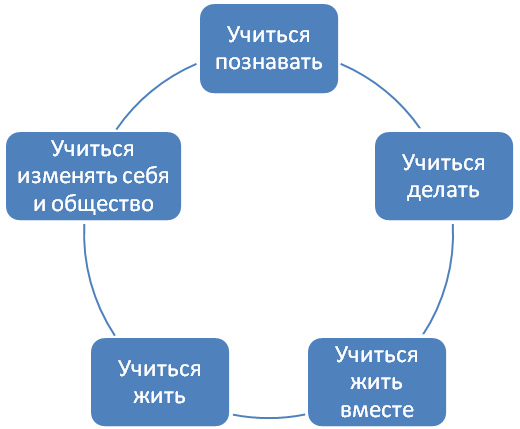 Учиться
познавать
Учиться
делать
Учиться
жить
вместе
Учиться
жить
Учиться
изменять себя
и общество